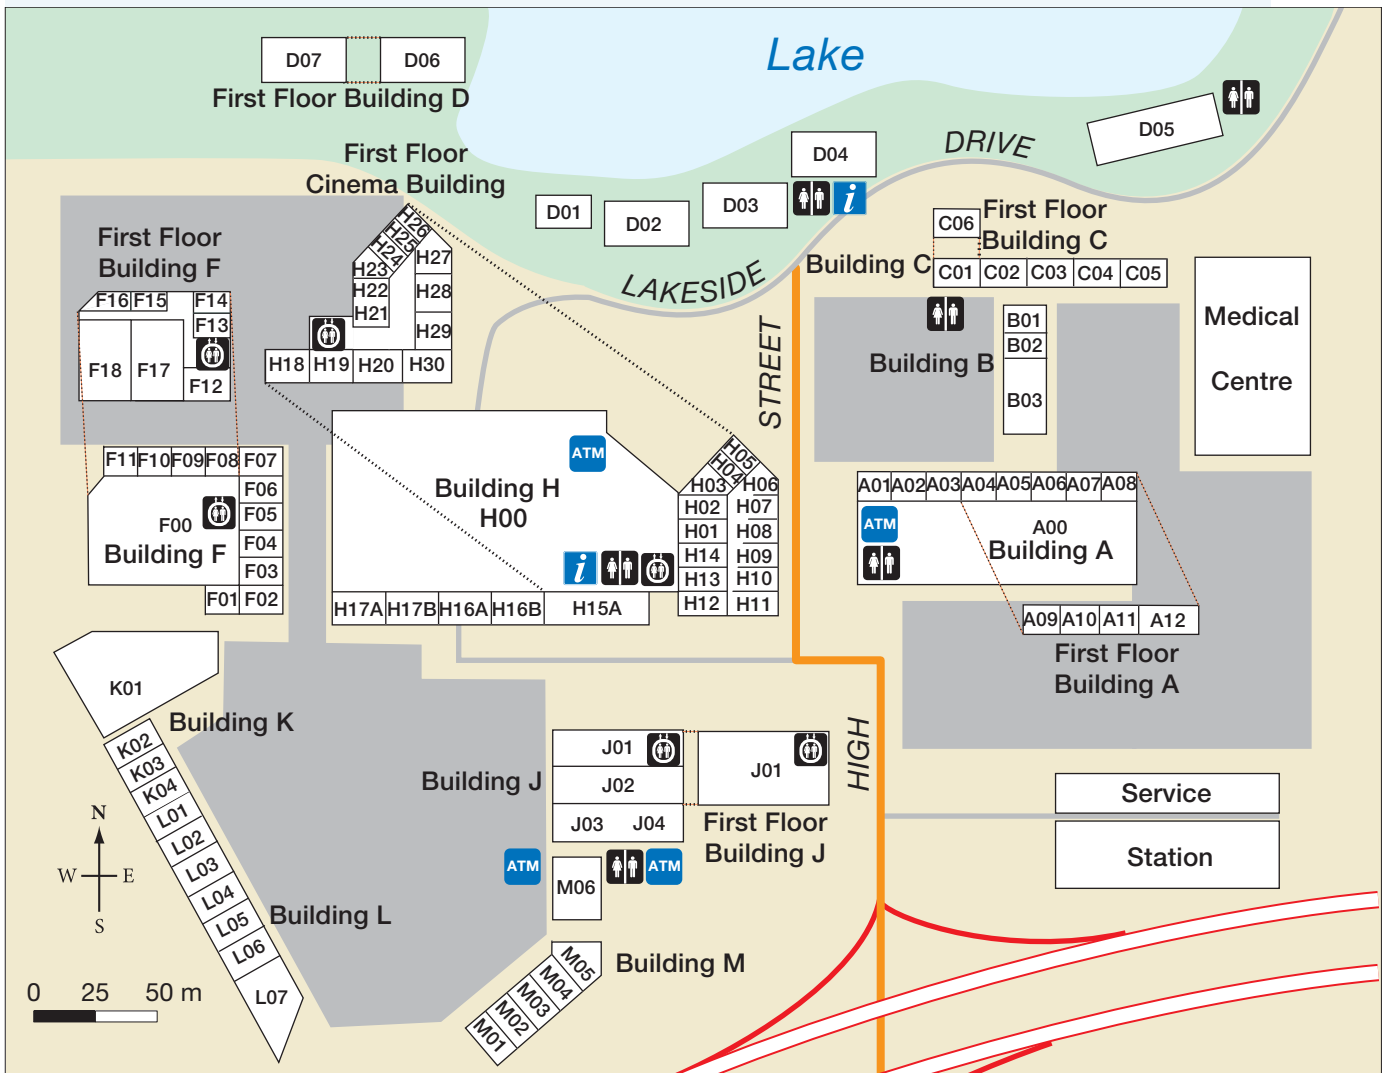 Lake
D07
D06
First Floor Building D
D05
DRIVE
D04
i
D01
D02
D03
LAKESIDE
First Floor
Cinema Building
H26
H25
H24
H23
H22
H21
H27
H28
H29
H18
H19
H20
H30
First Floor
Building F
F16
F15
F14
F13
F18
F17
F12
C06
First Floor
Building C
Building C
C01
C02
C03
C04
C05
B01
B02
B03
Building B
Medical
Centre
STREET
F11
F10
F09
F08
F07
F06
F05
F04
F03
F02
F01
F00
Building F
ATM
Building H
H00
i
H05
H04
H03
H06
H02
H07
H01
H08
H14
H09
H13
H10
H12
H11
H17A
H17B
H16A
H16B
H15A
A01
A02
A03
A04
A05
A06
A07
A08
ATM
A00
Building A
A09
A10
A11
A12
First Floor
Building A
K01
Building K
K02
K03
K04
L01
L02
L03
L04
L05
L06
L07
Building L
Building J
J01
J02
J03
J04
J01
First Floor
Building J
HIGH
ATM
M06
ATM
M05
M04
M03
M02
M01
Building M
Service
Station
N
W
E
S
0 25 50 m